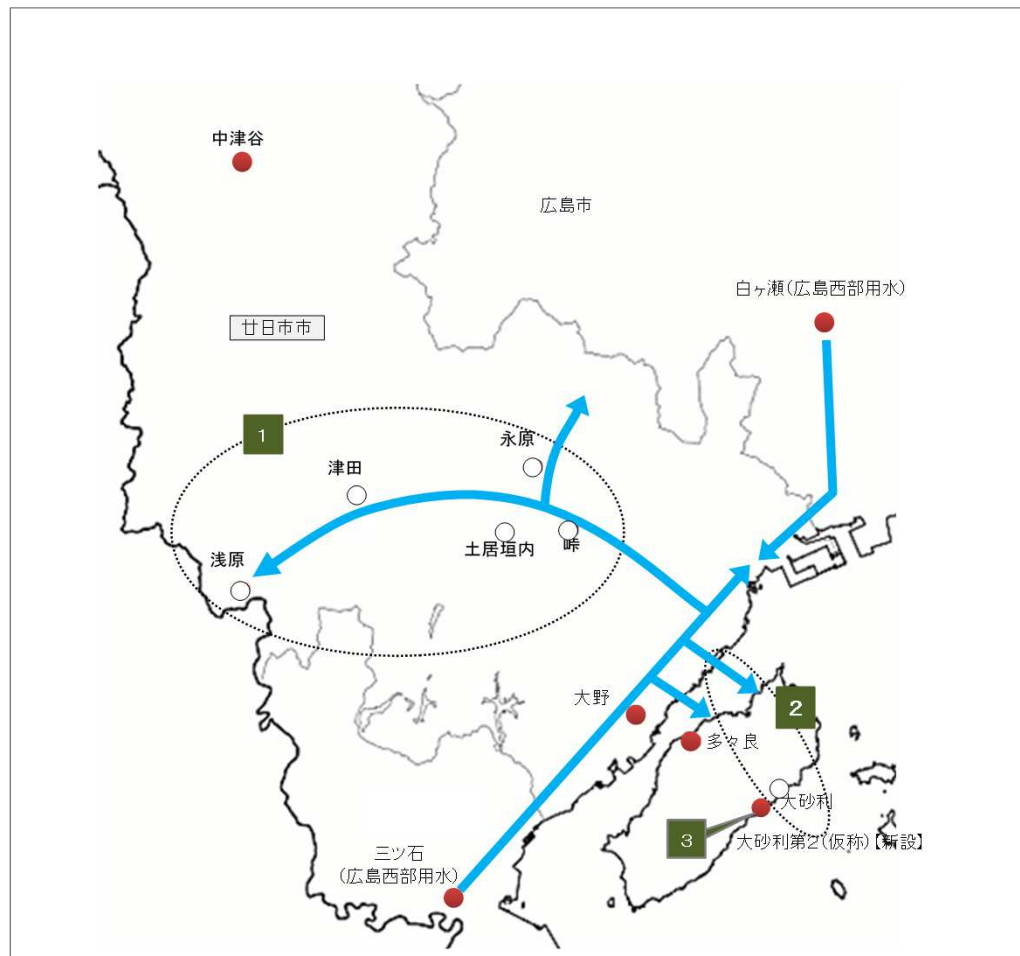 中津谷
広島市
白ヶ瀬(広島西部用水)
廿日市市
1
永原
津田
土居垣内
峠
浅原
大野
2
多々良
大砂利
3
大砂利第2(仮称)【新設】
三ツ石
(広島西部用水)